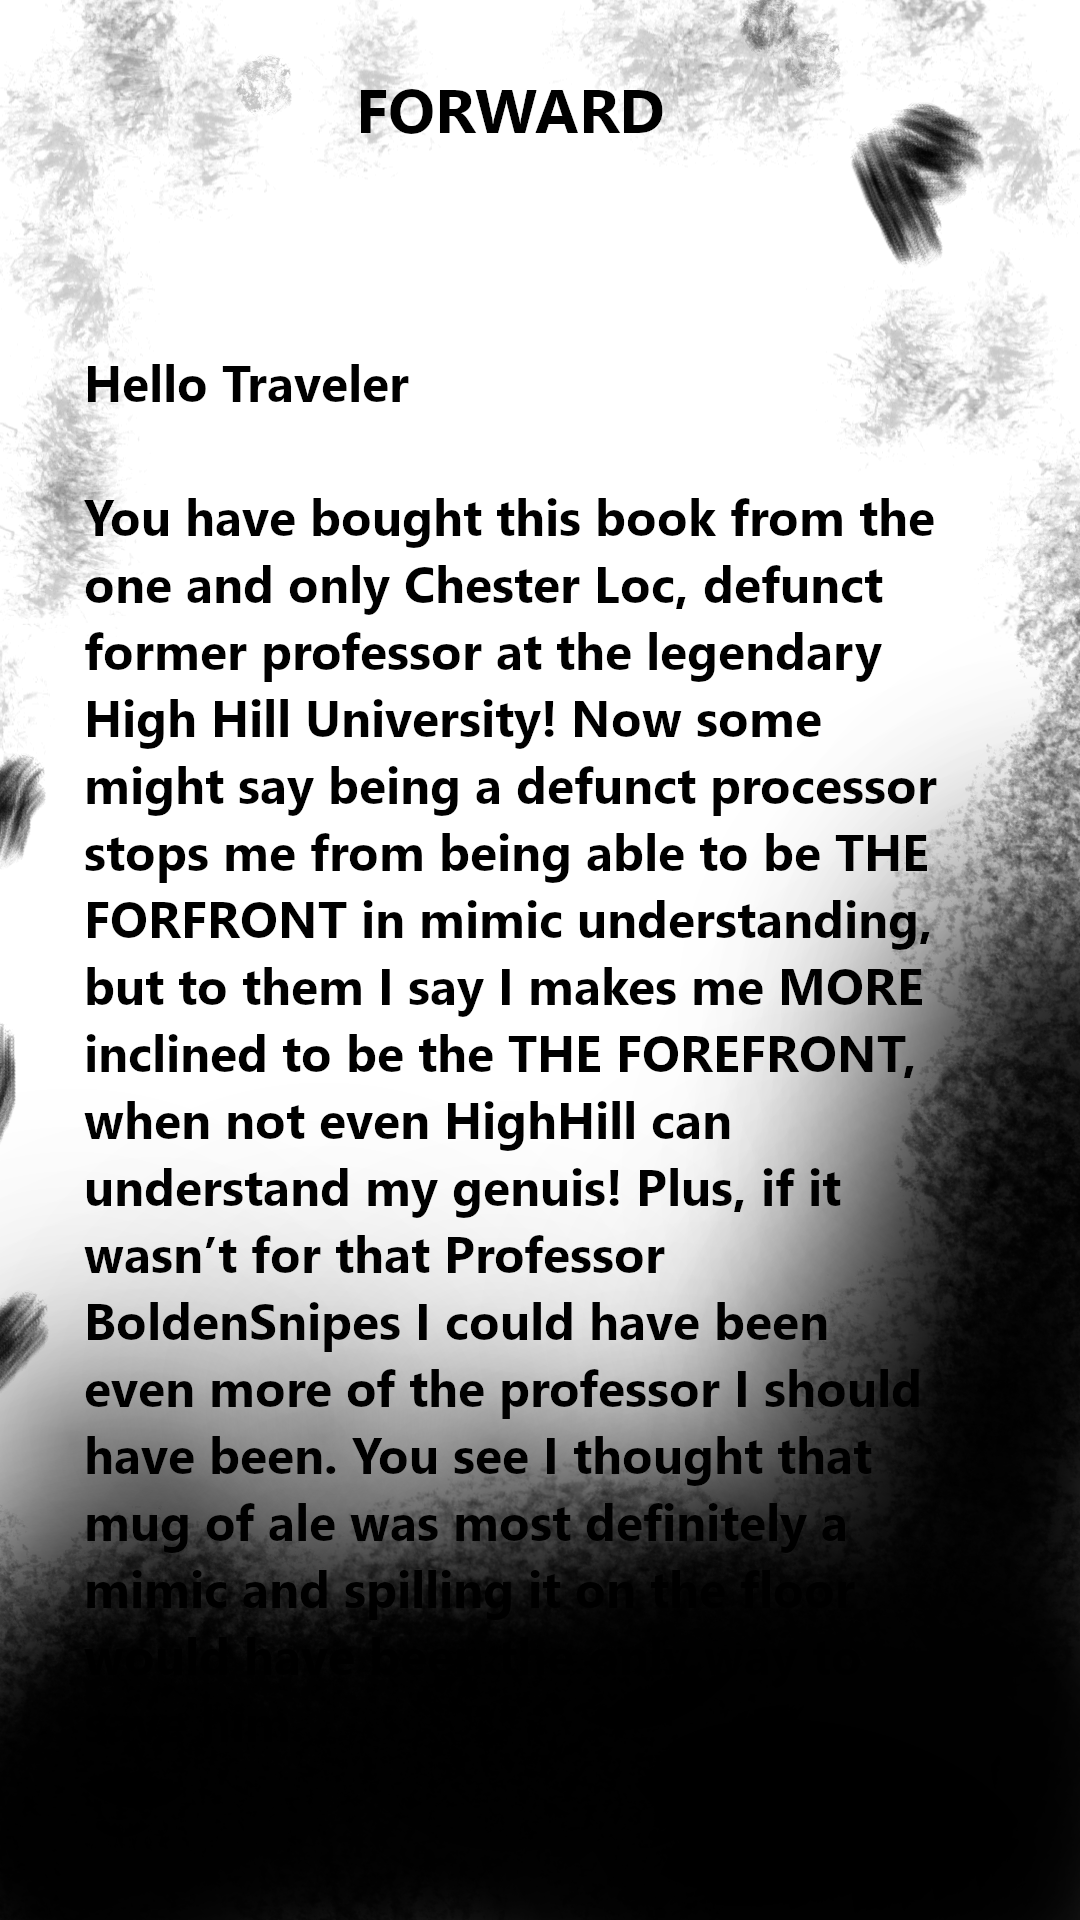 FORWARD
Hello Traveler
You have bought this book from the
one and only Chester Loc, defunct
former professor at the legendary
High Hill University! Now some
might say being a defunct processor
stops me from being able to be THE
FORFRONT in mimic understanding,
but to them I say I makes me MORE
inclined to be the THE FOREFRONT,
when not even HighHill can
understand my genuis! Plus, if it
wasn’t for that Professor
BoldenSnipes I could have been
even more of the professor I should
have been. You see I thought that
mug of ale was most definitely a
mimic and spilling it on the floor
would have